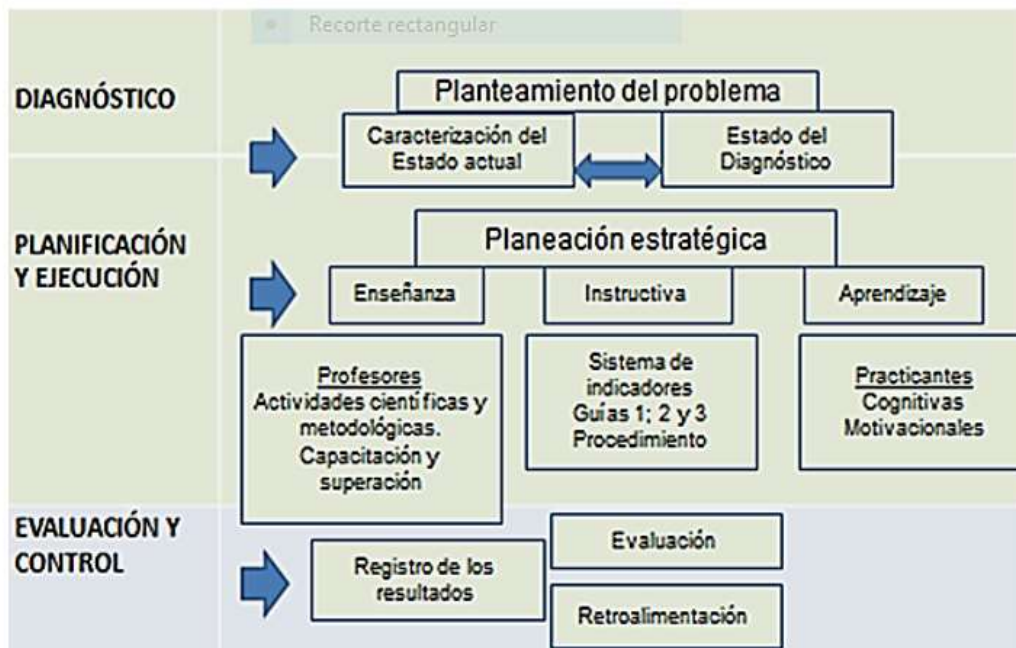 Recorte rectangular
DIAGNÓSTICO
Planteamiento del problema
Caracterización del
Estado actual
Estado del
Diagnóstico
PLANIFICACIÓN
Y EJECUCIÓN
Planeación estratégica
Enseñanza
Instructiva
Aprendizaje
Profesores
Actividades científicas y
metodológicas.
Capacitación y
superación
Sistema de
indicadores
Guías 1; 2 y 3
Procedimiento
Practicantes
Cognitivas
Motivacionales
EVALUACIÓN Y
CONTROL
Registro de los
resultados
Evaluación
Retroalimentación